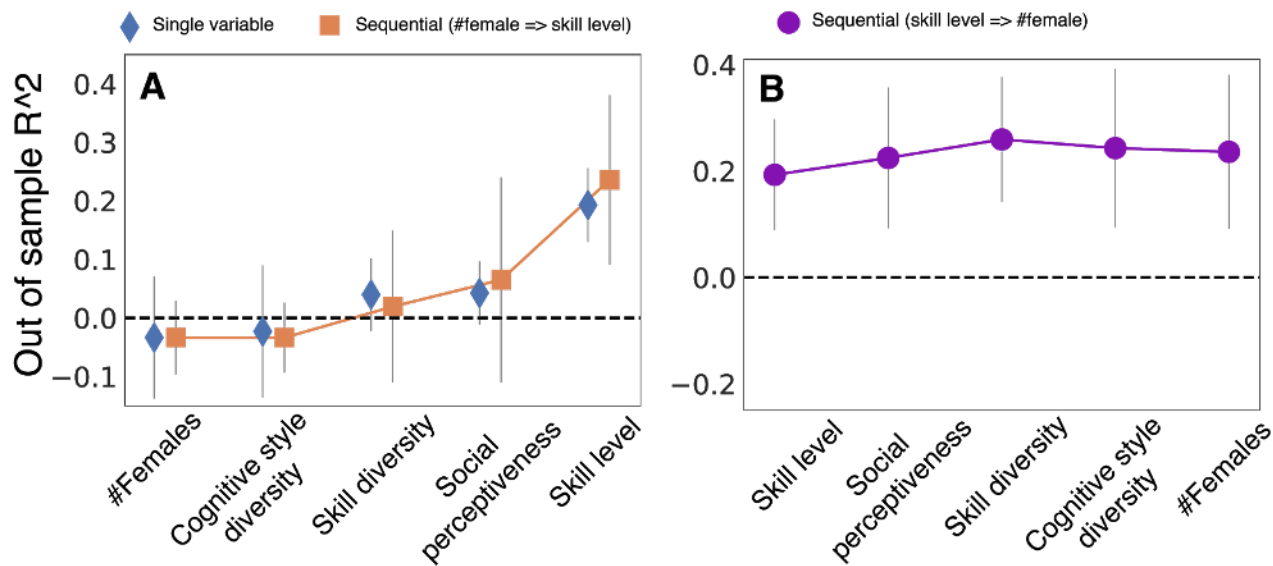 Single variable
Sequential (#female => skill level)
Sequential (skill level => #female)
Out of sample R^2
A
0.4
0.3
0.2
0.1
0.0
−0.1
#Females
Cognitive style
diversity
Skill diversity
Social
perceptiveness
Skill level
B
0.4
0.2
0.0
−0.2
Skill level
Social
perceptiveness
Skill diversity
Cognitive style
diversity
#Females